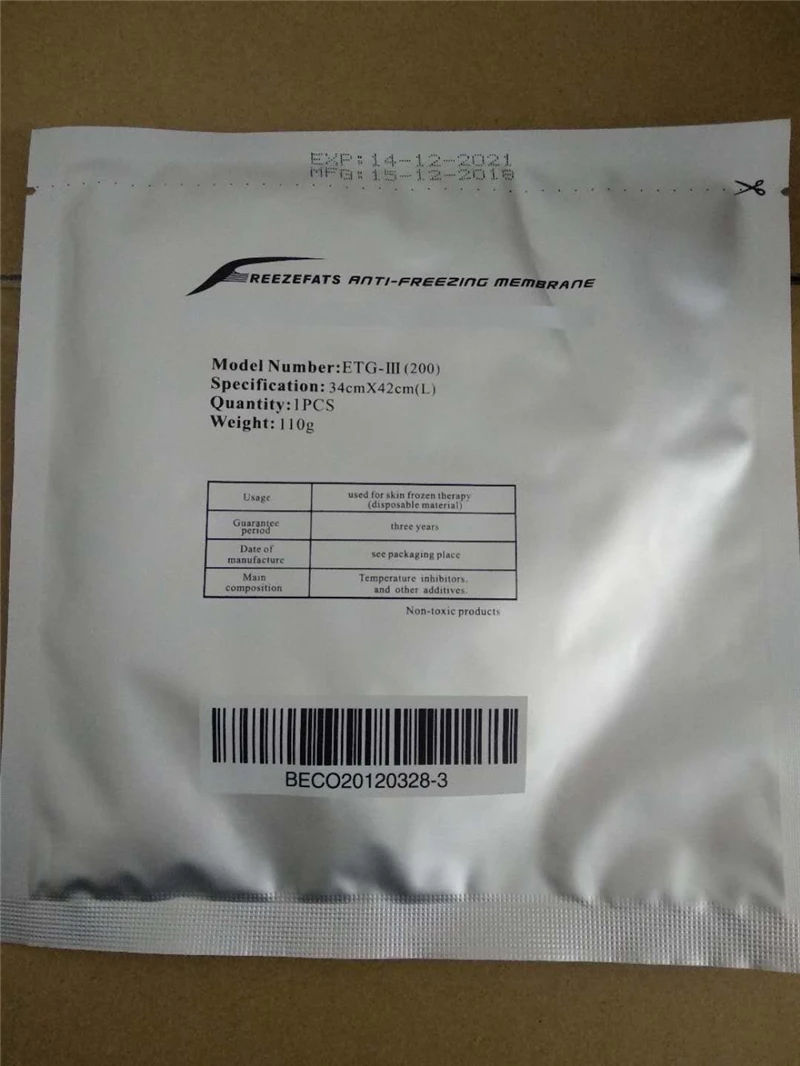 EXP: 14-12-2021
MFG: 15-12-2018
FREEZEFATS ANTI-FREEZING MEMBRANE
Model Number:ETG-III(200)
Specification: 34cmX42cm(L)
Quantity:1PCS
Weight: 110g
Usage
used for skin frozen therapy
(disposable material)
Guarantee
period
three years
Date of
manufacture
see packaging place
Main
composition
Temperature inhibitors,
and other additives.
Non-toxic products
BECO20120328-3